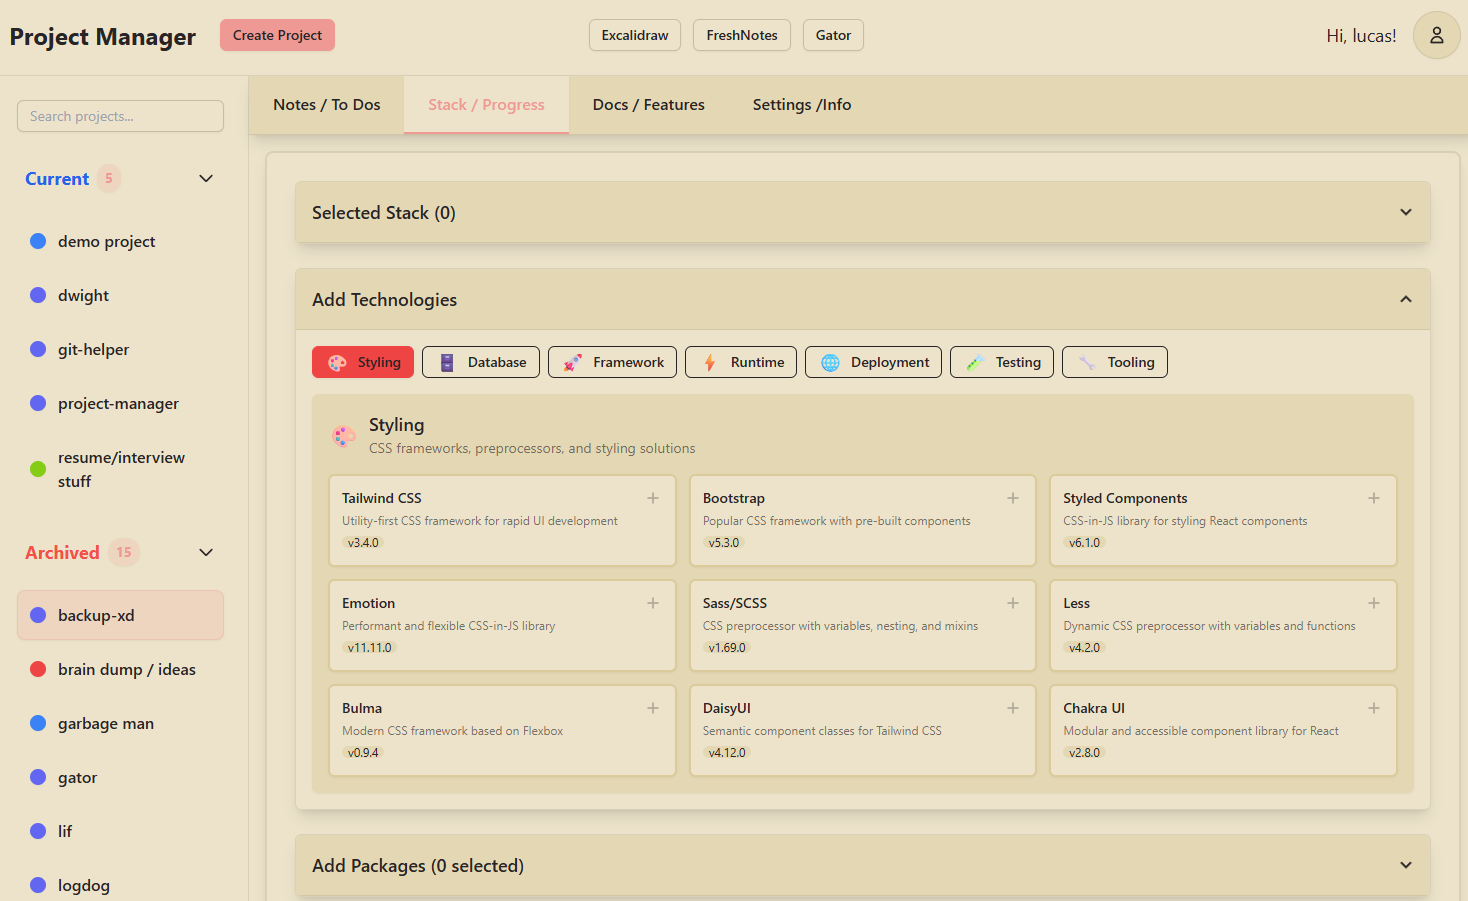 Project Manager
Create Project
Excalidraw
FreshNotes
Gator
Hi, lucas!
Search projects...
Current 5
demo project
dwight
git-helper
project-manager
resume/interview
stuff
Archived 15
backup-xd
brain dump / ideas
garbage man
gator
lif
logdog
Notes / To Dos
Stack / Progress
Docs / Features
Settings /Info
Selected Stack (0)
Add Technologies
Styling
Database
Framework
Runtime
Deployment
Testing
Tooling
Styling
CSS frameworks, preprocessors, and styling solutions
Tailwind CSS
Utility-first CSS framework for rapid UI development
v3.4.0
Bootstrap
Popular CSS framework with pre-built components
v5.3.0
Styled Components
CSS-in-JS library for styling React components
v6.1.0
Emotion
Performant and flexible CSS-in-JS library
v11.11.0
Sass/SCSS
CSS preprocessor with variables, nesting, and mixins
v1.69.0
Less
Dynamic CSS preprocessor with variables and functions
v4.2.0
Bulma
Modern CSS framework based on Flexbox
v0.9.4
DaisyUI
Semantic component classes for Tailwind CSS
v4.12.0
Chakra UI
Modular and accessible component library for React
v2.8.0
Add Packages (0 selected)